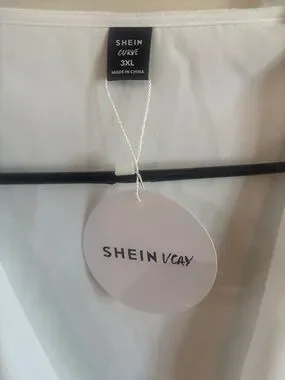 SHEIN
CURVE
3XL
MADE IN CHINA
SHEIN VCAY